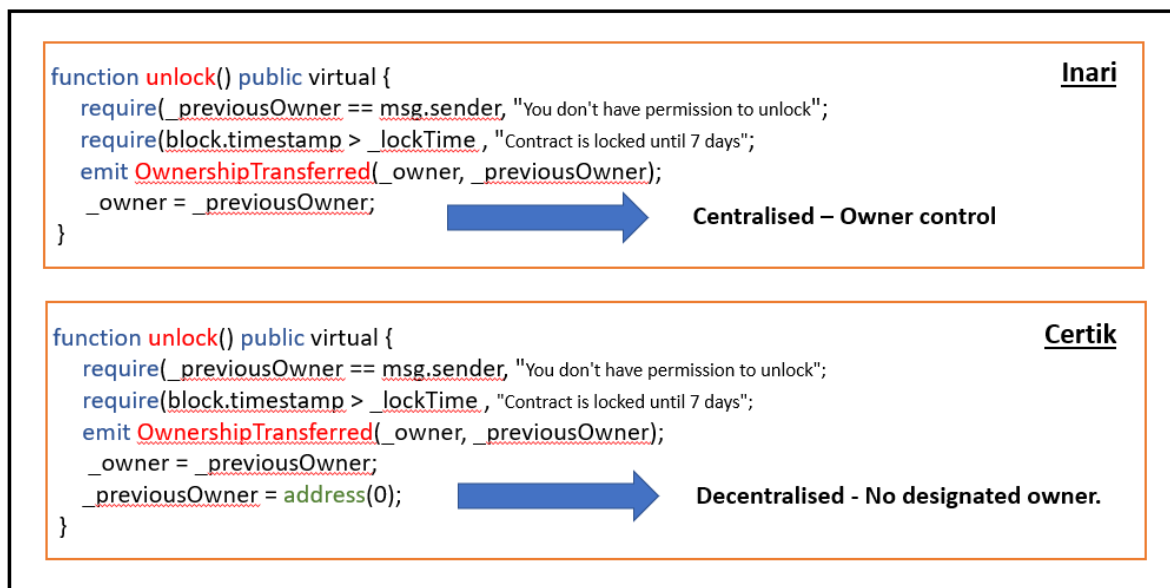 Inari
function unlock() public virtual {
require(_previousOwner == msg.sender, "You don't have permission to unlock";
require(block.timestamp > _lockTime , "Contract is locked until 7 days";
emit OwnershipTransferred(_owner, _previousOwner);
_owner = _previousOwner;
Centralised – Owner control
}
Certik
function unlock() public virtual {
require(_previousOwner == msg.sender, "You don't have permission to unlock";
require(block.timestamp > _lockTime , "Contract is locked until 7 days";
emit OwnershipTransferred(_owner, _previousOwner);
_owner = _previousOwner;
_previousOwner = address(0);
Decentralised - No designated owner.
}